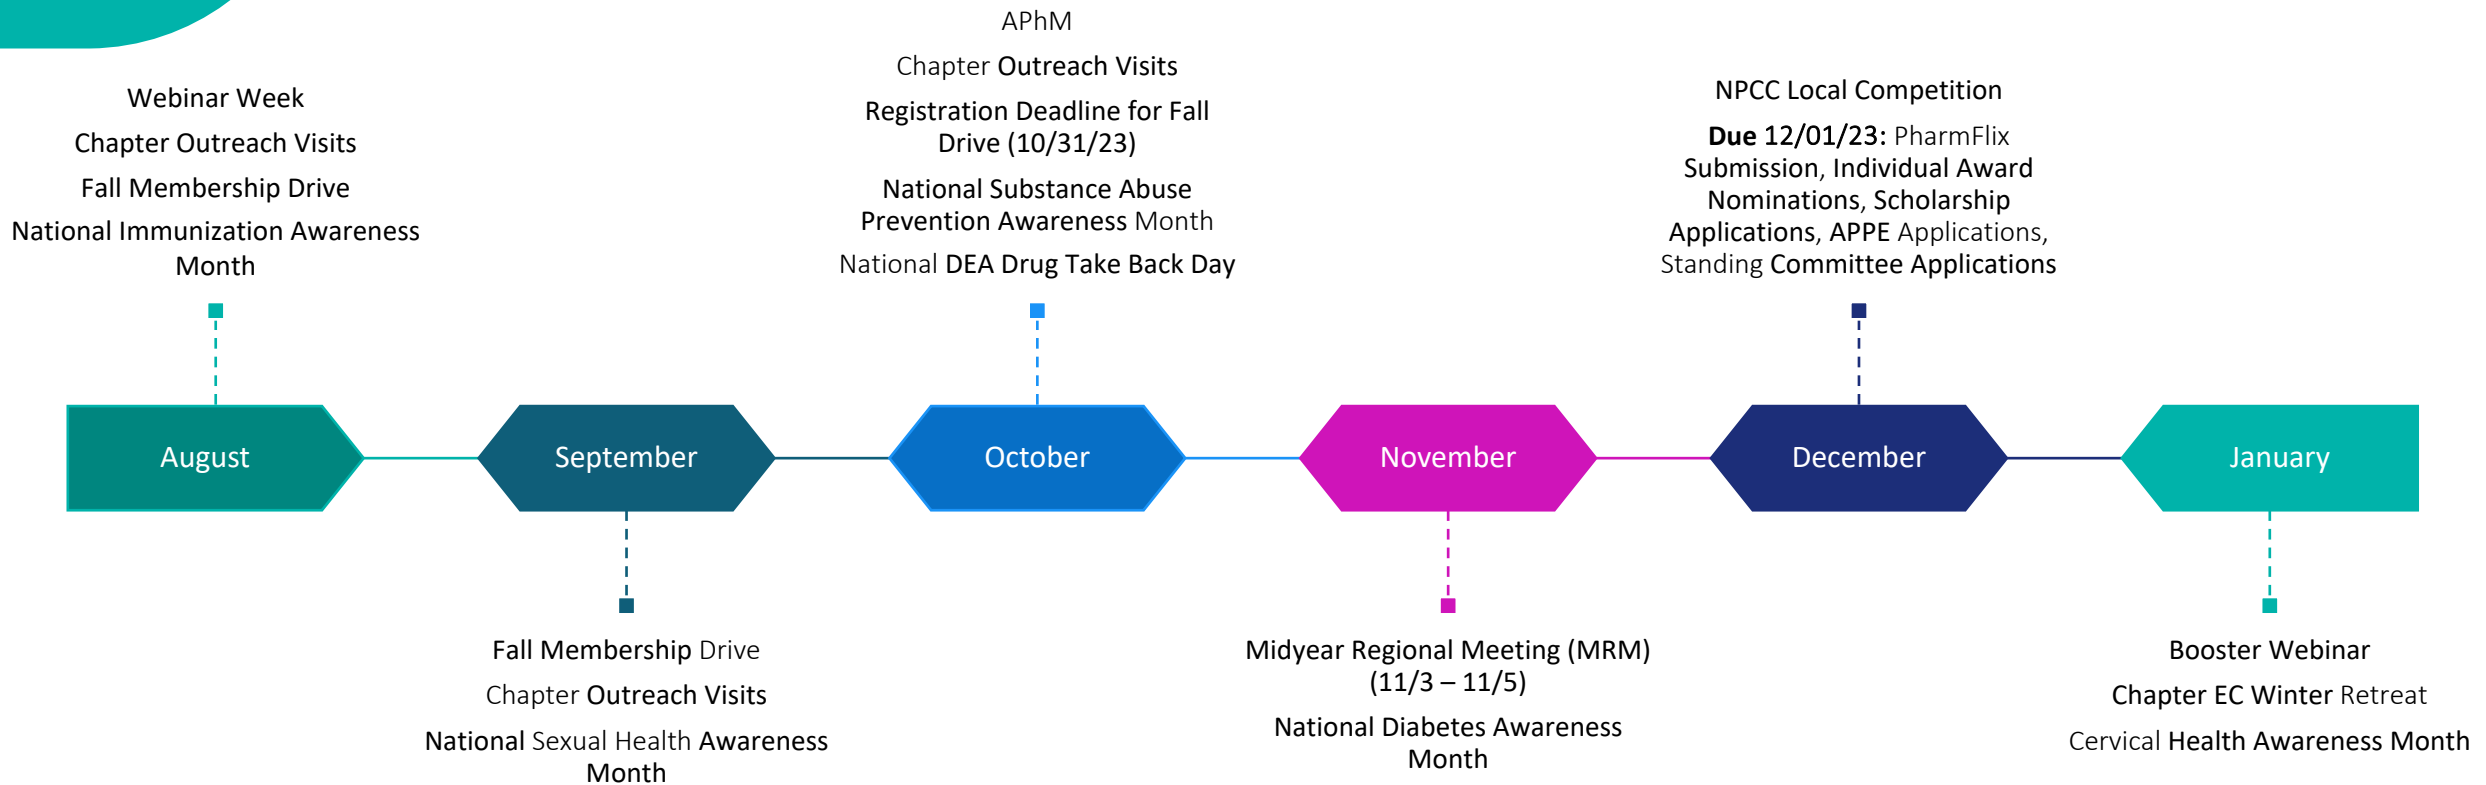 Webinar Week
Chapter Outreach Visits
Fall Membership Drive
National Immunization Awareness
Month
APhM
Chapter Outreach Visits
Registration Deadline for Fall
Drive (10/31/23)
National Substance Abuse
Prevention Awareness Month
National DEA Drug Take Back Day
NPCC Local Competition
Due 12/01/23: PharmFlix
Submission, Individual Award
Nominations, Scholarship
Applications, APPE Applications,
Standing Committee Applications
August
September
October
November
December
January
Fall Membership Drive
Chapter Outreach Visits
National Sexual Health Awareness
Month
Midyear Regional Meeting (MRM)
(11/3 – 11/5)
National Diabetes Awareness
Month
Booster Webinar
Chapter EC Winter Retreat
Cervical Health Awareness Month